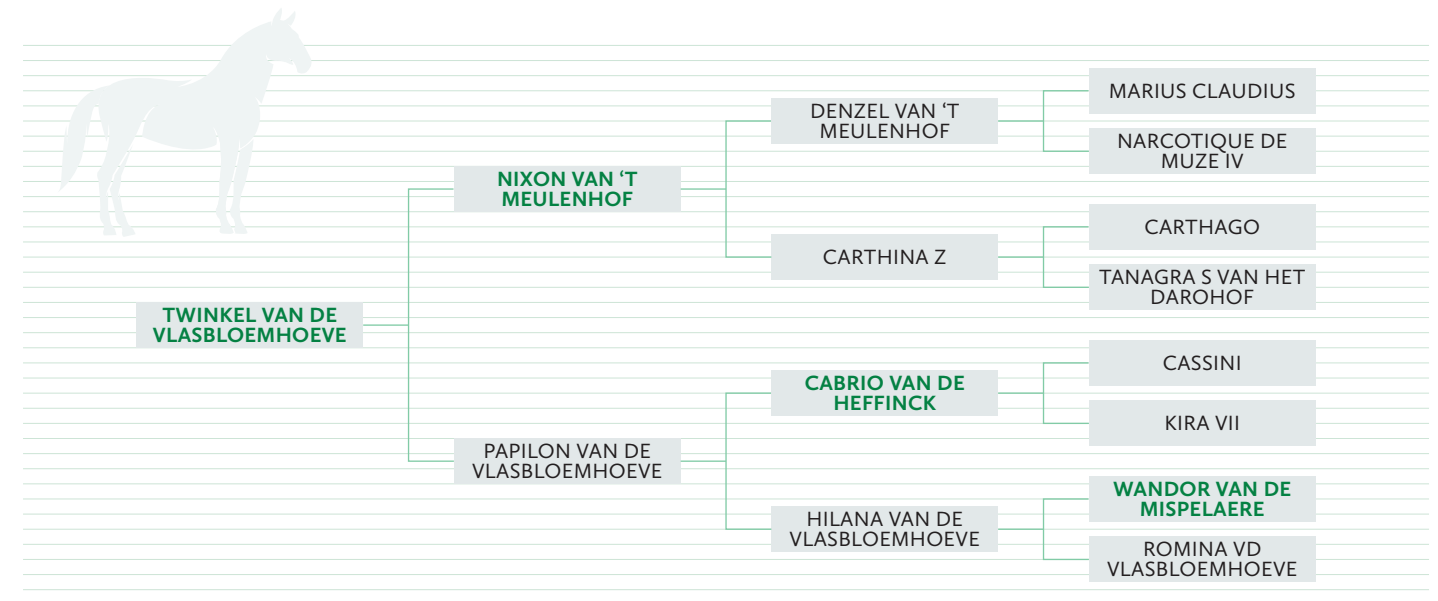 TWINKEL VAN DE
VLASBLOEMHOEVE
NIXON VAN ‘T
MEULENHOF
PAPILON VAN DE
VLASBLOEMHOEVE
DENZEL VAN ‘T
MEULENHOF
CARTHINA Z
CABRIO VAN DE
HEFFINCK
HILANA VAN DE
VLASBLOEMHOEVE
MARIUS CLAUDIUS
NARCOTIQUE DE
MUZE IV
CARTHAGO
TANAGRA S VAN HET
DAROHOF
CASSINI
KIRA VII
WANDOR VAN DE
MISPELAERE
ROMINA VD
VLASBLOEMHOEVE